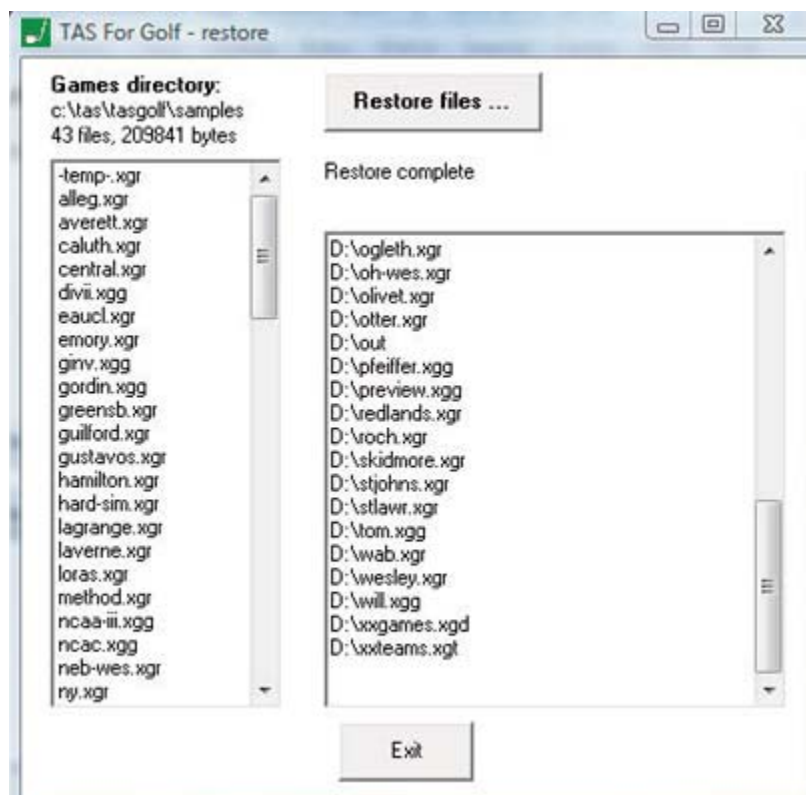 TAS For Golf - restore
Games directory:
c:\tas\tasgolf\samples
43 files, 209841 bytes
-temp-.xgr
alleg.xgr
averett.xgr
caluth.xgr
central.xgr
divii.xgg
eaucl.xgr
emory.xgr
ginv.xgg
gordin.xgg
greensb.xgr
guilford.xgr
gustavos.xgr
hamilton.xgr
hard-sim.xgr
lagrange.xgr
laverne.xgr
loras.xgr
method.xgr
ncaa-iii.xgg
ncac.xgg
neb-wes.xgr
ny.xgr
Restore files ...
Restore complete
D:\ogleth.xgr
D:\oh-wes.xgr
D:\olivet.xgr
D:\otter.xgr
D:\out
D:\pfeiffer.xgg
D:\preview.xgg
D:\redlands.xgr
D:\roch.xgr
D:\skidmore.xgr
D:\stjohns.xgr
D:\stlawr.xgr
D:\tom.xgg
D:\wab.xgr
D:\wesley.xgr
D:\will.xgg
D:\xxgames.xgd
D:\xxteams.xgt
Exit